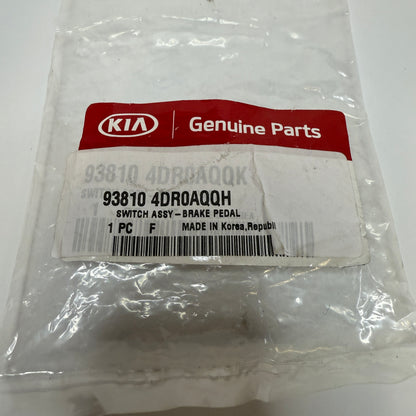 KIA
Genuine Parts
93810 4DR0AQQK
93810 4DR0AQQH
SWITCH ASSY-BRAKE PEDAL
1 PC F MADE IN Korea,Republi